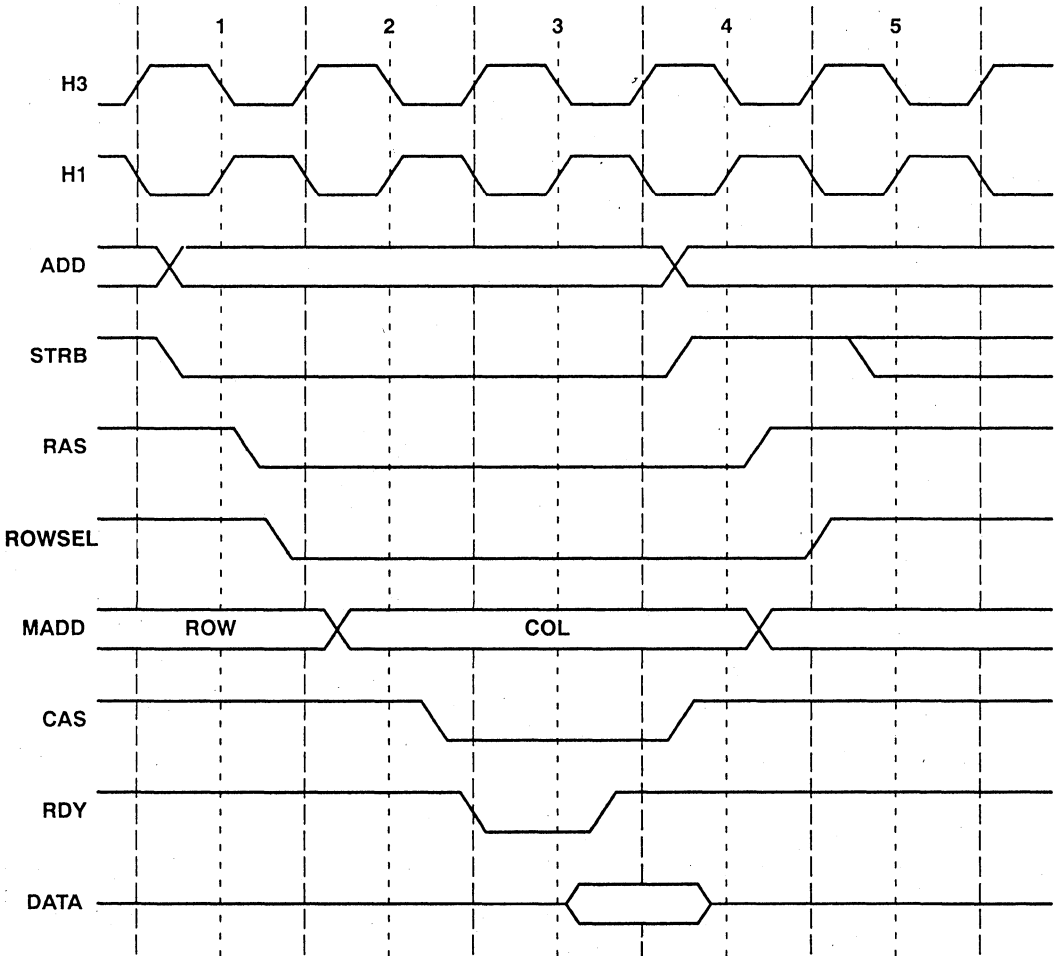 1 2 3 4 5
H3
H1
ADD
STRB
RAS
ROWSEL
MADD ROW COL
CAS
RDY
DATA